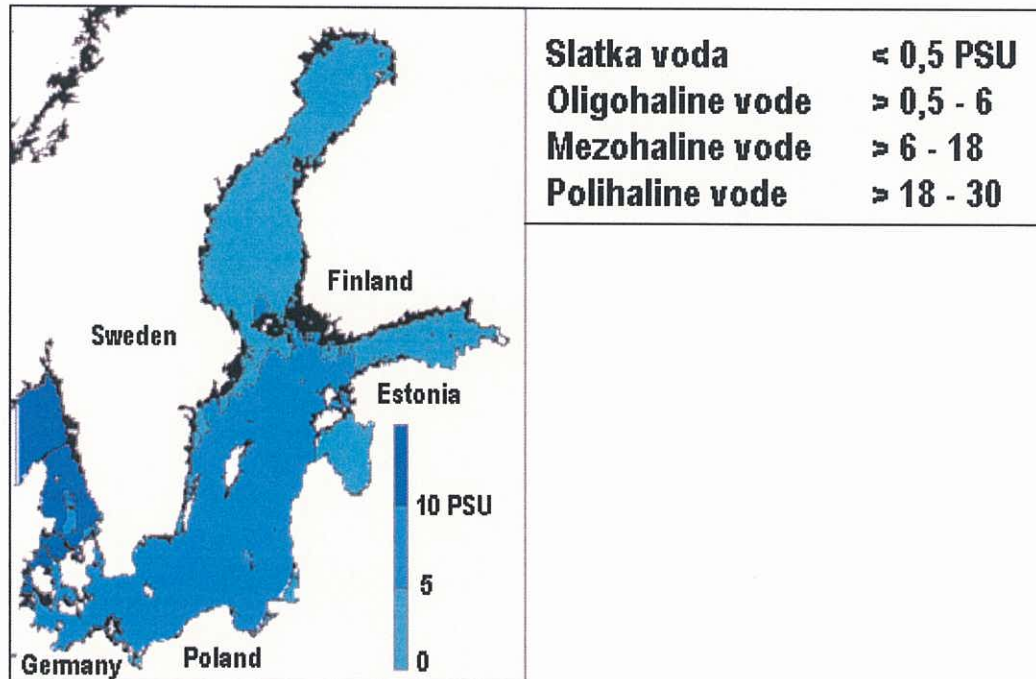 Slatka voda < 0,5 PSU
Oligohaline vode > 0,5 - 6
Mezohaline vode > 6 - 18
Polihaline vode > 18 - 30
Finland
Sweden
Estonia
10 PSU
5
0
Germany
Poland